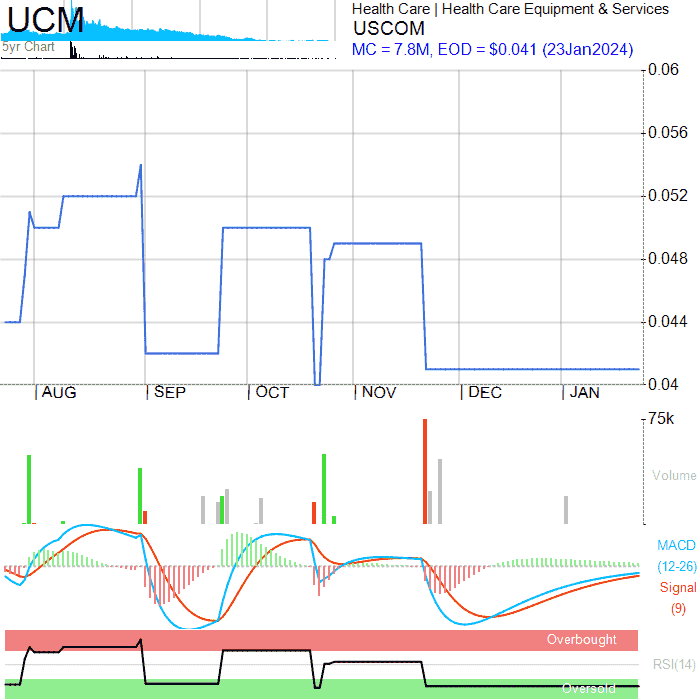 UCM
5yr Chart
Health Care | Health Care Equipment & Services
USCOM
MC = 7.8M, EOD = $0.041 (23Jan2024)
0.06
0.056
0.052
0.048
0.044
0.04
AUG SEP OCT NOV DEC JAN
75k
Volume
MACD
(12-26)
Signal
(9)
Overbought
RSI(14)
Oversold